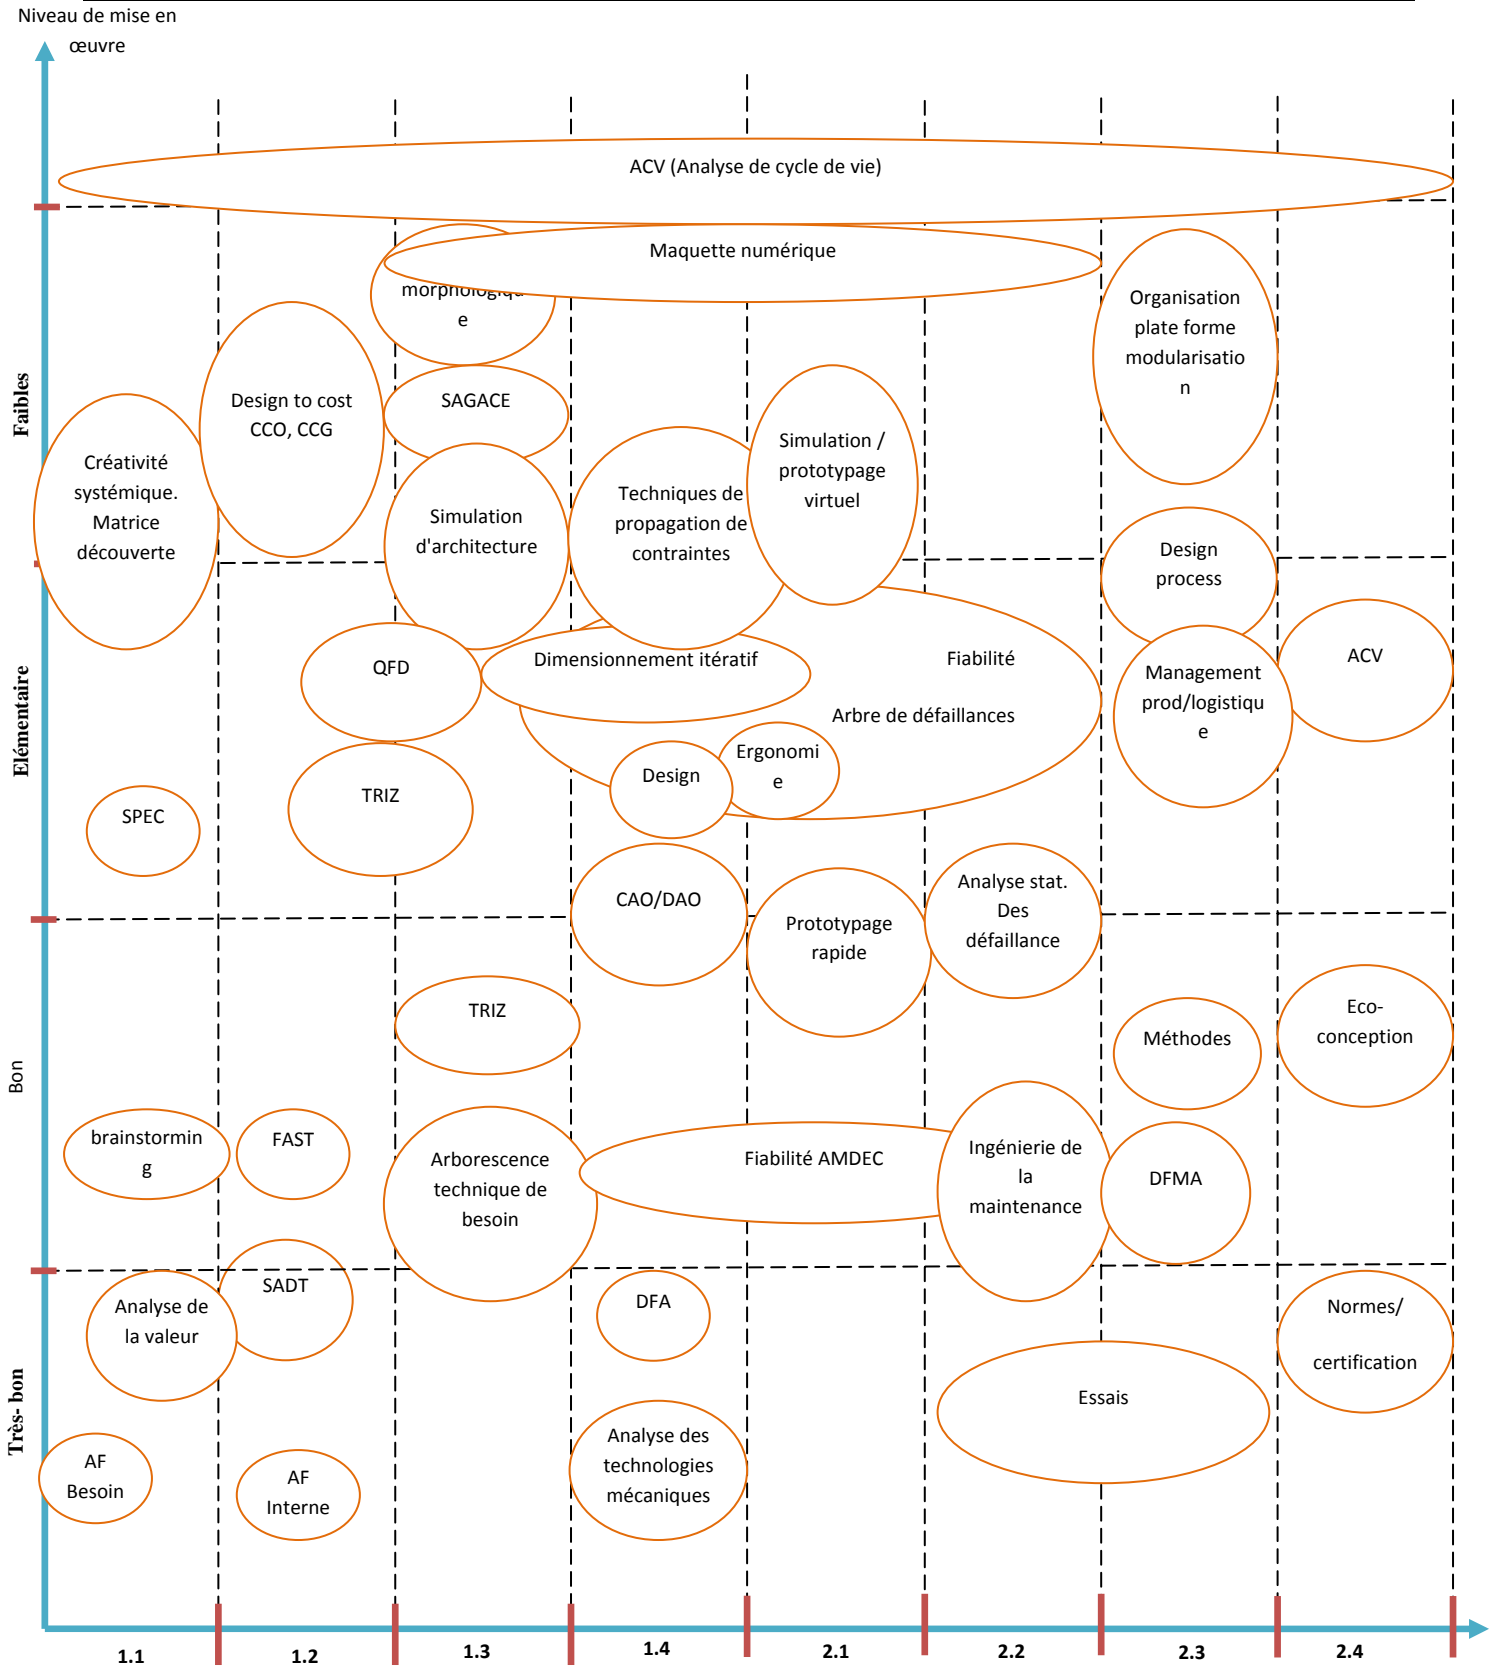 Niveau de mise en
œuvre
ACV (Analyse de cycle de vie)
Maquette numérique
morphologiqu
e
Organisation
plate forme
modularisatio
n
Faibles
Design to cost
CCO, CCG
SAGACE
Créativité
systémique.
Matrice
découverte
Simulation
d'architecture
Techniques de
propagation de
contraintes
Simulation /
prototypage
virtuel
Design
process
Elémentaire
QFD
Dimensionnement itératif
Fiabilité
Arbre de défaillances
Management
prod/logistiqu
e
ACV
SPEC
TRIZ
Design
Ergonomi
e
CAO/DAO
Prototypage
rapide
Analyse stat.
Des
défaillance
Bon
TRIZ
Méthodes
Eco-
conception
brainstormin
g
FAST
Arborescence
technique de
besoin
Fiabilité AMDEC
Ingénierie de
la
maintenance
DFMA
Très- bon
Analyse de
la valeur
SADT
DFA
Normes/
certification
Essais
AF
Besoin
AF
Interne
Analyse des
technologies
mécaniques
1.1
1.2
1.3
1.4
2.1
2.2
2.3
2.4